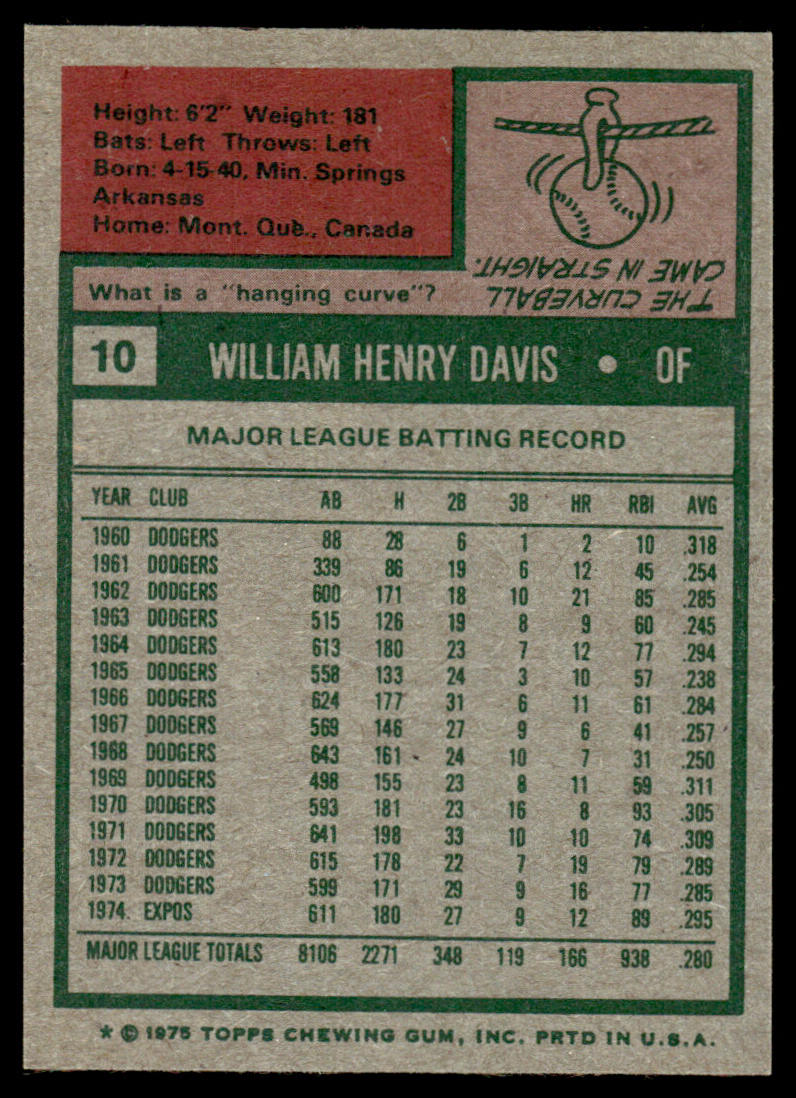 Height: 6'2" Weight: 181
Bats: Left Throws: Left
Born: 4-15-40, Min. Springs
Arkansas
Home: Mont. Què., Canada
What is a "hanging curve"?
THE CURVEBALL
CAME IN STRAIGHT.
10 WILLIAM HENRY DAVIS • OF
MAJOR LEAGUE BATTING RECORD
YEAR CLUB AB H 2B 3B HR RBI AVG
1960 DODGERS 88 28 6 1 2 10 .318
1961 DODGERS 339 86 19 6 12 45 .254
1962 DODGERS 600 171 18 10 21 85 .285
1963 DODGERS 515 126 19 8 9 60 .245
1964 DODGERS 613 180 23 7 12 77 .294
1965 DODGERS 558 133 24 3 10 57 .238
1966 DODGERS 624 177 31 6 11 61 .284
1967 DODGERS 569 146 27 9 6 41 .257
1968 DODGERS 643 161 24 10 7 31 .250
1969 DODGERS 498 155 23 8 11 59 .311
1970 DODGERS 593 181 23 16 8 93 .305
1971 DODGERS 641 198 33 10 10 74 .309
1972 DODGERS 615 178 22 7 19 79 .289
1973 DODGERS 599 171 29 9 16 77 .285
1974. EXPOS 611 180 27 9 12 89 .295
MAJOR LEAGUE TOTALS 8106 2271 348 119 166 938 .280
* © 1975 TOPPS CHEWING GUM, INC. PRTD IN U.S.A.